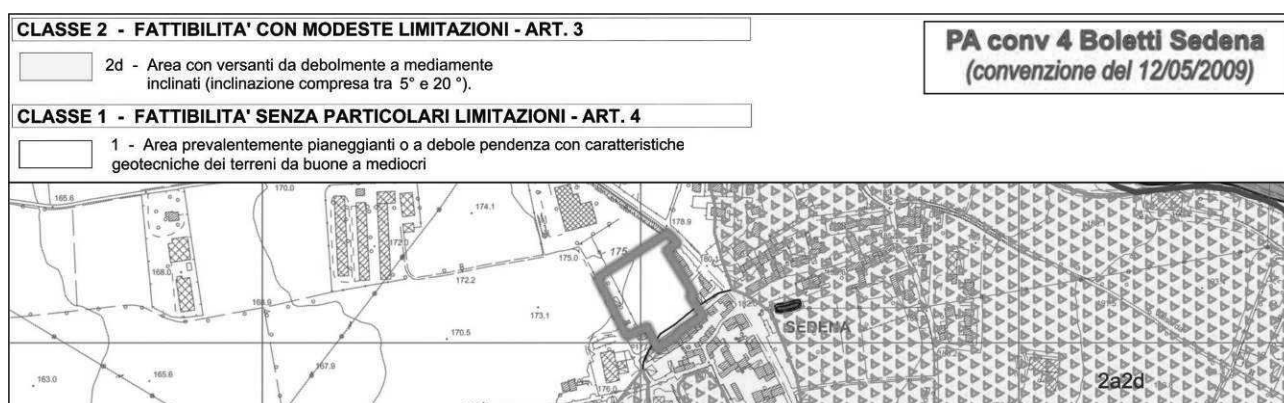 CLASSE 2 - FATTIBILITA' CON MODESTE LIMITAZIONI - ART. 3
2d - Area con versanti da debolmente a mediamente
inclinati (inclinazione compresa tra 5° e 20 °).
CLASSE 1 - FATTIBILITA' SENZA PARTICOLARI LIMITAZIONI - ART. 4
1 - Area prevalentemente pianeggianti o a debole pendenza con caratteristiche
geotecniche dei terreni da buone a mediocri
PA conv 4 Boletti Sedena
(convenzione del 12/05/2009)
165.6
170.0
174.1
178.9
172.0
175.0
175
180.1
168.0
172.2
168.9
173.1
170.5
SEDENA
167.9
163.0
165.6
176.0
2a2d